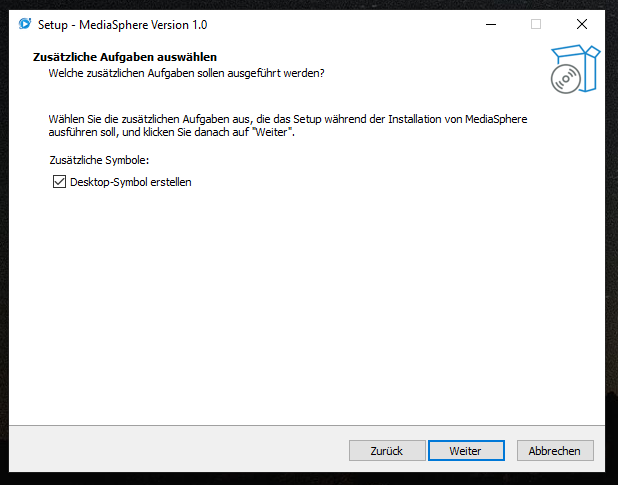 Setup - MediaSphere Version 1.0
Zusätzliche Aufgaben auswählen
Welche zusätzlichen Aufgaben sollen ausgeführt werden?
Wählen Sie die zusätzlichen Aufgaben aus, die das Setup während der Installation von MediaSphere
ausführen soll, und klicken Sie danach auf "Weiter".
Zusätzliche Symbole:
Desktop-Symbol erstellen
Zurück
Weiter
Abbrechen